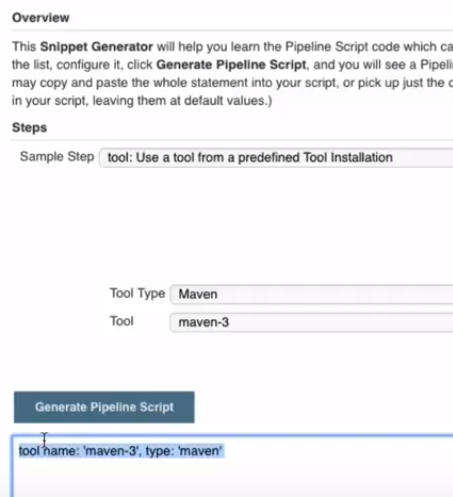 Overview
This Snippet Generator will help you learn the Pipeline Script code which ca
the list, configure it, click Generate Pipeline Script, and you will see a Pipeli
may copy and paste the whole statement into your script, or pick up just the o
in your script, leaving them at default values.)
Steps
Sample Step tool: Use a tool from a predefined Tool Installation
Tool Type Maven
Tool maven-3
Generate Pipeline Script
tool name: 'maven-3', type: 'maven'